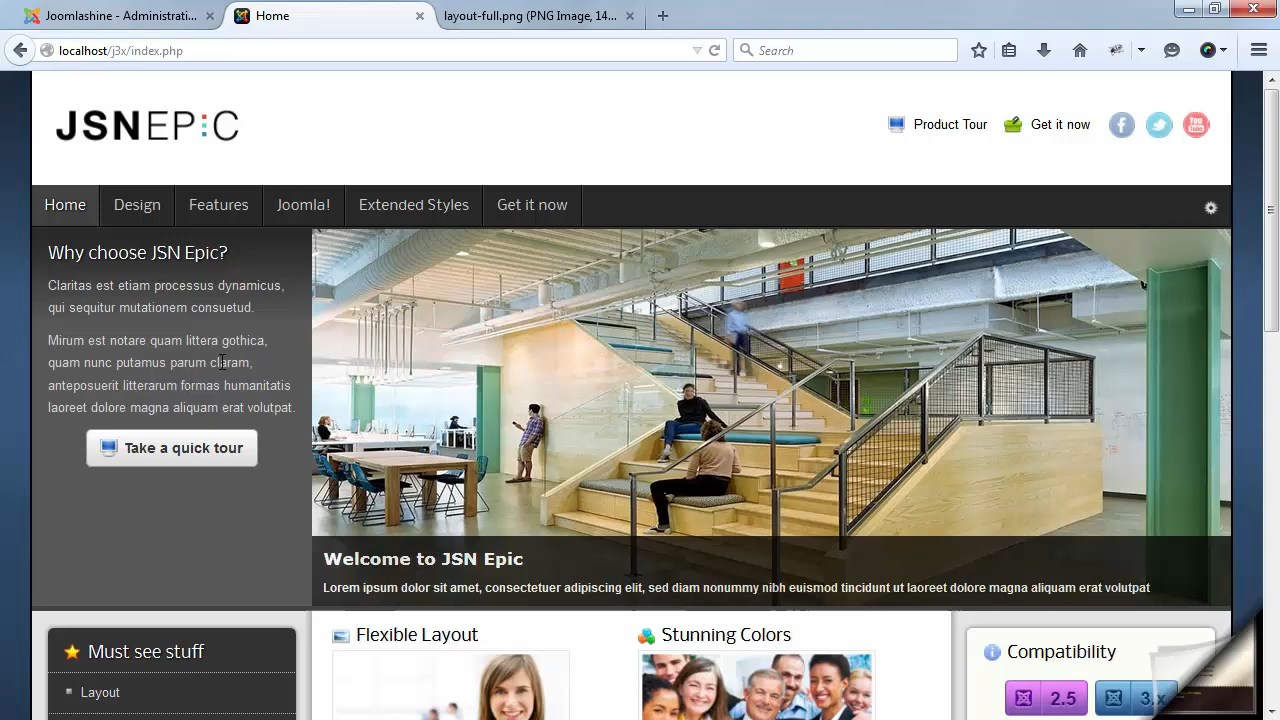 Joomlashine - Administrati...
Home
layout-full.png (PNG Image, 14...
localhost/j3x/index.php
Search
JSNEPIC
Product Tour
Get it now
f
You
Tube
Home
Design
Features
Joomla!
Extended Styles
Get it now
Why choose JSN Epic?
Claritas est etiam processus dynamicus,
qui sequitur mutationem consuetud.
Mirum est notare quam littera gothica,
quam nunc putamus parum claram,
anteposuerit litterarum formas humanitatis
laoreet dolore magna aliquam erat volutpat.
Take a quick tour
Welcome to JSN Epic
Lorem ipsum dolor sit amet, consectetuer adipiscing elit, sed diam nonummy nibh euismod tincidunt ut laoreet dolore magna aliquam erat volutpat
Must see stuff
Layout
Flexible Layout
Stunning Colors
Compatibility
2.5
3.x